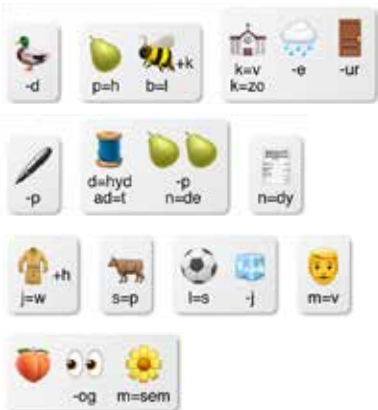 -d
p=h b=l +k
k=v k=zo -e -ur
-p
d=hyd ad=t -p n=de
n=dy
+h j=w
s=p
l=s -j
m=v
-og m=sem